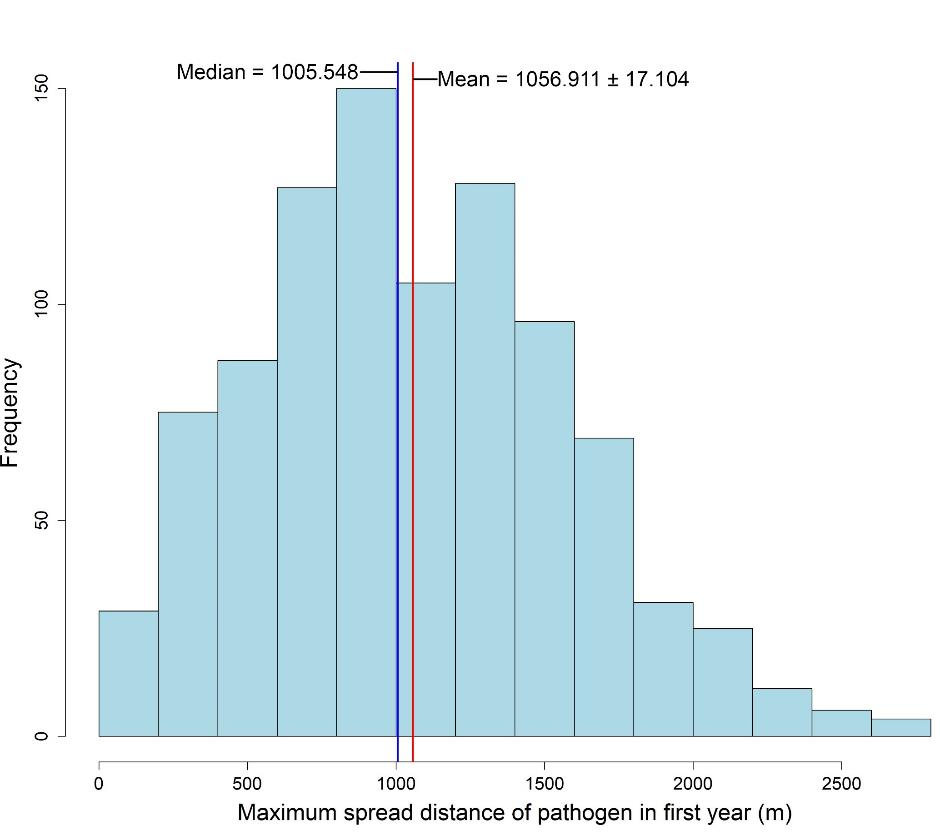 Median = 1005.548
Mean = 1056.911 ± 17.104
150
100
50
0
Frequency
0 500 1000 1500 2000 2500
Maximum spread distance of pathogen in first year (m)